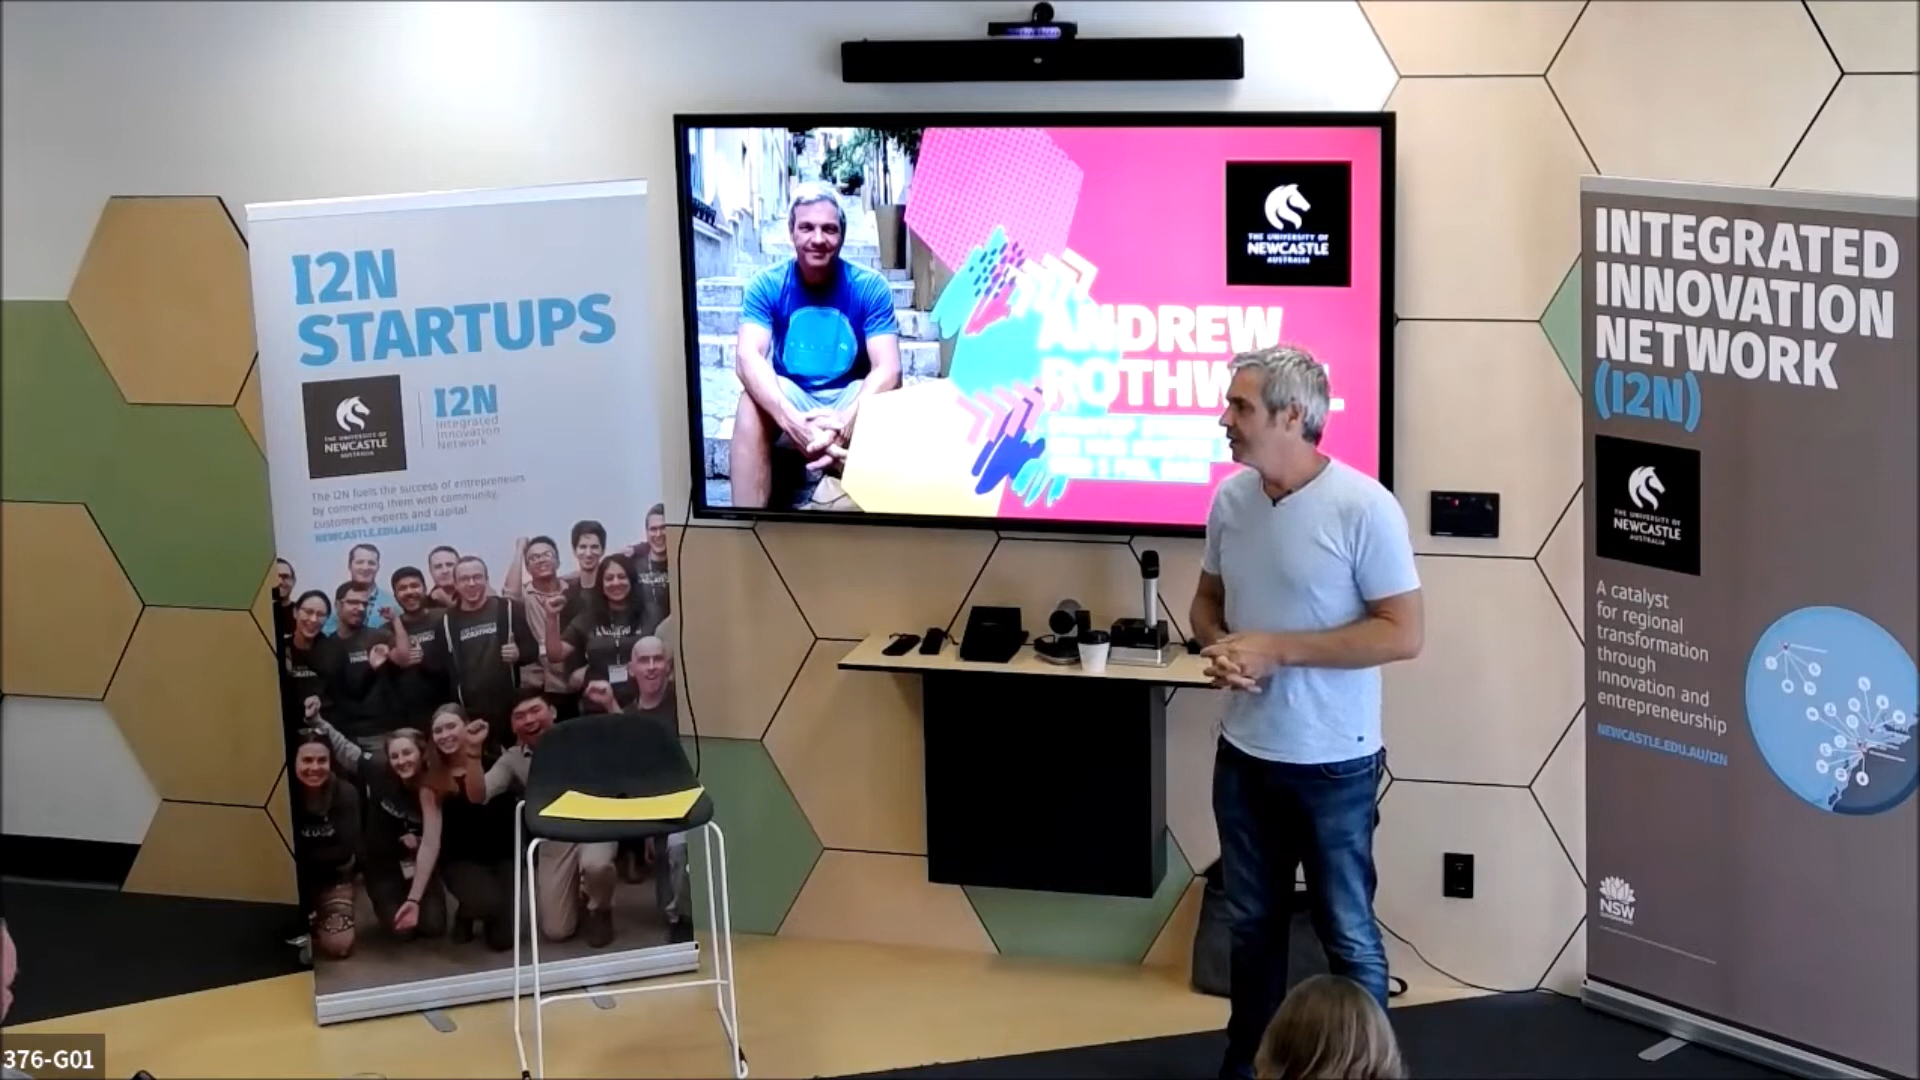 I2N
STARTUPS
THE UNIVERSITY OF
NEWCASTLE
AUSTRALIA
I2N
Integrated
Innovation
Network
The I2N fuels the success of entrepreneurs
by connecting them with community,
customers, experts and capital
NEWCASTLE.EDU.AU/I2N
THE UNIVERSITY OF
NEWCASTLE
AUSTRALIA
ANDREW
INTEGRATED
INNOVATION
NETWORK
(I2N)
THE UNIVERSITY OF
NEWCASTLE
AUSTRALIA
A catalyst
for regional
transformation
through
innovation and
entrepreneurship
NEWCASTLE.EDU.AU/I2N
NSW
376-G01